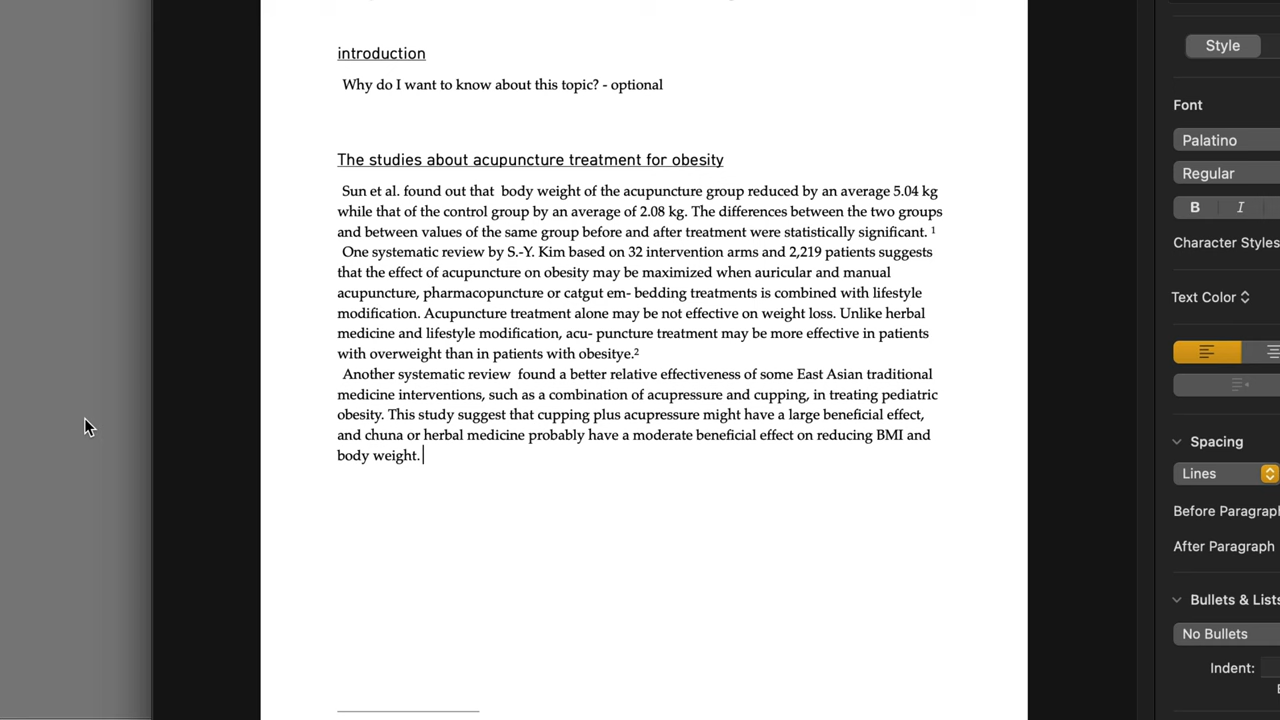 introduction
Why do I want to know about this topic? - optional
The studies about acupuncture treatment for obesity
Sun et al. found out that body weight of the acupuncture group reduced by an average 5.04 kg
while that of the control group by an average of 2.08 kg. The differences between the two groups
and between values of the same group before and after treatment were statistically significant. 1
One systematic review by S.-Y. Kim based on 32 intervention arms and 2,219 patients suggests
that the effect of acupuncture on obesity may be maximized when auricular and manual
acupuncture, pharmacopuncture or catgut em- bedding treatments is combined with lifestyle
modification. Acupuncture treatment alone may be not effective on weight loss. Unlike herbal
medicine and lifestyle modification, acu- puncture treatment may be more effective in patients
with overweight than in patients with obesitye.2
Another systematic review found a better relative effectiveness of some East Asian traditional
medicine interventions, such as a combination of acupressure and cupping, in treating pediatric
obesity. This study suggest that cupping plus acupressure might have a large beneficial effect,
and chuna or herbal medicine probably have a moderate beneficial effect on reducing BMI and
body weight.
Style
Font
Palatino
Regular
B I
Character Styles
Text Color
Spacing
Lines
Before Paragraph
After Paragraph
Bullets & Lists
No Bullets
Indent: